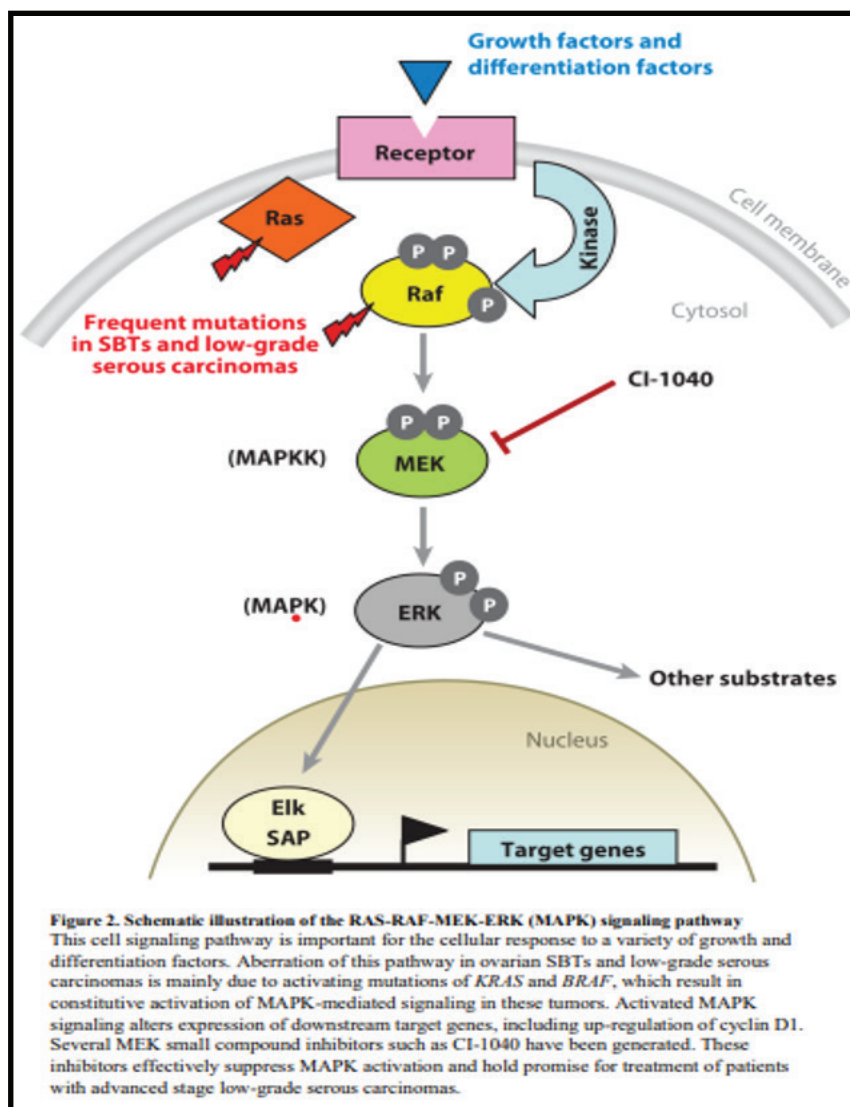 Growth factors and
differentiation factors
Receptor
Ras
Kinase
Cell membrane
P P
Raf
P
Cytosol
Frequent mutations
in SBTs and low-grade
serous carcinomas
CI-1040
P P
(MAPKK)
MEK
P
P
(MAPK)
ERK
Other substrates
Nucleus
Elk
SAP
Target genes
Figure 2. Schematic illustration of the RAS-RAF-MEK-ERK (MAPK) signaling pathway
This cell signaling pathway is important for the cellular response to a variety of growth and
differentiation factors. Aberration of this pathway in ovarian SBTs and low-grade serous
carcinomas is mainly due to activating mutations of KRAS and BRAF, which result in
constitutive activation of MAPK-mediated signaling in these tumors. Activated MAPK
signaling alters expression of downstream target genes, including up-regulation of cyclin D1.
Several MEK small compound inhibitors such as CI-1040 have been generated. These
inhibitors effectively suppress MAPK activation and hold promise for treatment of patients
with advanced stage low-grade serous carcinomas.